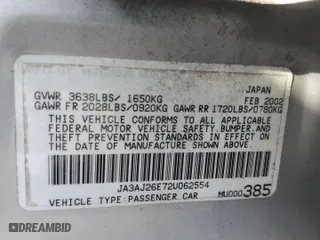 JAPAN
GVWR 3638LBS/ 1650KG FEB 2002
GAWR FR 2028LBS/0920KG GAWR RR 1720LBS/0780KG
THIS VEHICLE CONFORMS TO ALL APPLICABLE
FEDERAL MOTOR VEHICLE SAFETY, BUMPER, AND
THEFT PREVENTION STANDARDS IN EFFECT ON
THE DATE OF MANUFACTURE SHOWN ABOVE.
JA3AJ26E72U062554
VEHICLE TYPE:PASSENGER CAR MU000385
DEALERSHIP.COM